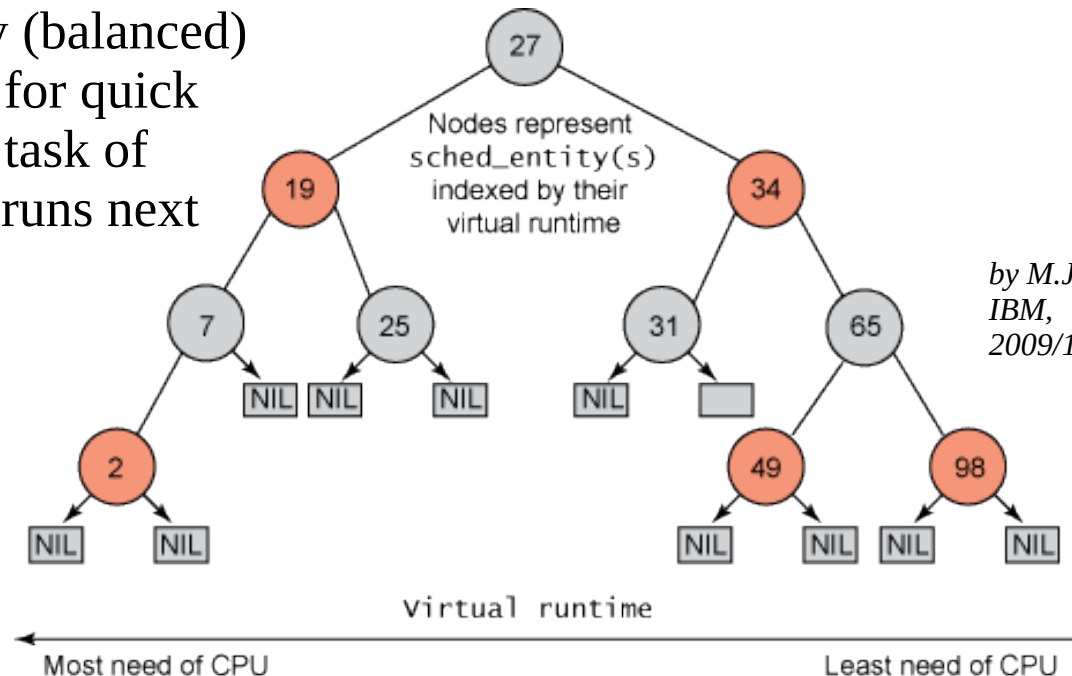 y (balanced)
for quick
task of
runs next
27
Nodes represent
sched_entity(s)
indexed by their
virtual runtime
19
34
by M.J
IBM,
2009/1
7
25
31
65
NIL
NIL
NIL
NIL
2
49
98
NIL
NIL
NIL
NIL
NIL
NIL
Virtual runtime
Most need of CPU
Least need of CPU